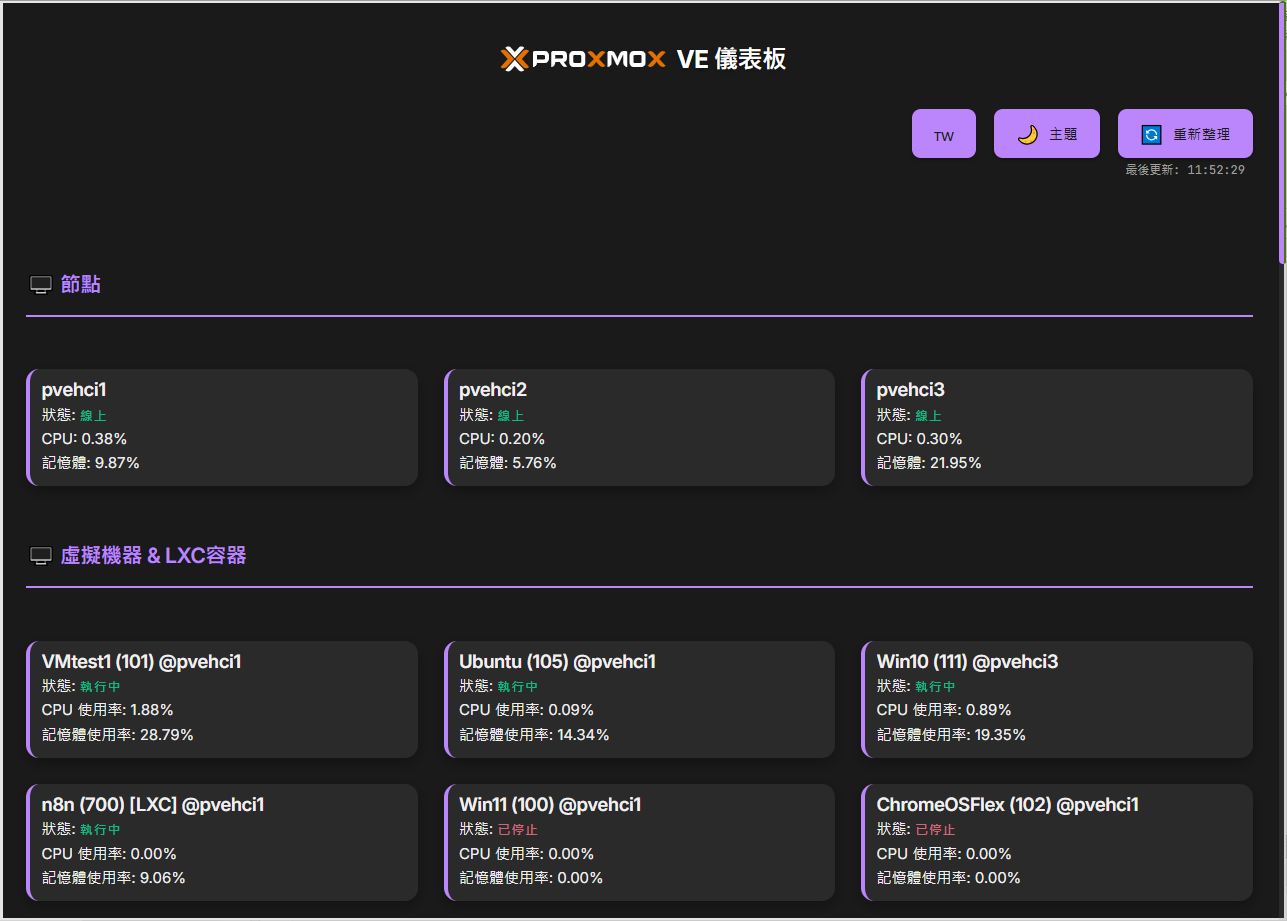 PROXMOX VE 儀表板
TW
主題
重新整理
最後更新: 11:52:29
節點
pvehci1
狀態: 線上
CPU: 0.38%
記憶體: 9.87%
pvehci2
狀態: 線上
CPU: 0.20%
記憶體: 5.76%
pvehci3
狀態: 線上
CPU: 0.30%
記憶體: 21.95%
虛擬機器 & LXC容器
VMtest1 (101) @pvehci1
狀態: 執行中
CPU 使用率: 1.88%
記憶體使用率: 28.79%
Ubuntu (105) @pvehci1
狀態: 執行中
CPU 使用率: 0.09%
記憶體使用率: 14.34%
Win10 (111) @pvehci3
狀態: 執行中
CPU 使用率: 0.89%
記憶體使用率: 19.35%
n8n (700) [LXC] @pvehci1
狀態: 執行中
CPU 使用率: 0.00%
記憶體使用率: 9.06%
Win11 (100) @pvehci1
狀態: 已停止
CPU 使用率: 0.00%
記憶體使用率: 0.00%
ChromeOSFlex (102) @pvehci1
狀態: 已停止
CPU 使用率: 0.00%
記憶體使用率: 0.00%